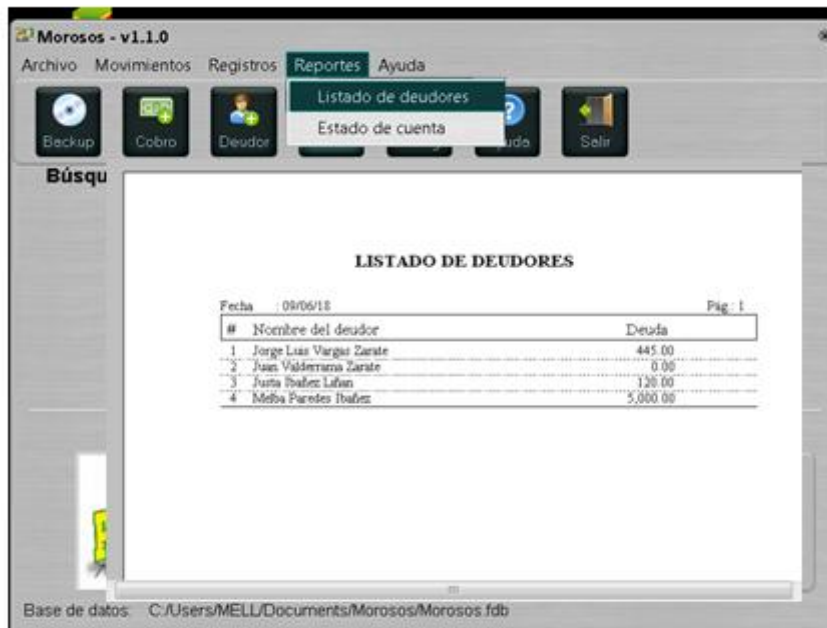 Morosos - v1.1.0
Archivo Movimientos Registros Reportes Ayuda
Listado de deudores
Estado de cuenta
Backup Cobro Deudor Salir
Búsqu
LISTADO DE DEUDORES
Fecha : 09/06/18 Pág.: 1
# Nombre del deudor Deuda
1 Jorge Luis Vargas Zarate 445.00
2 Juan Valderrama Zarate 0.00
3 Justa Ibañez Liñan 120.00
4 Melba Paredes Ibañez 5,000.00
Base de datos: C:/Users/MELL/Documents/Morosos/Morosos.fdb